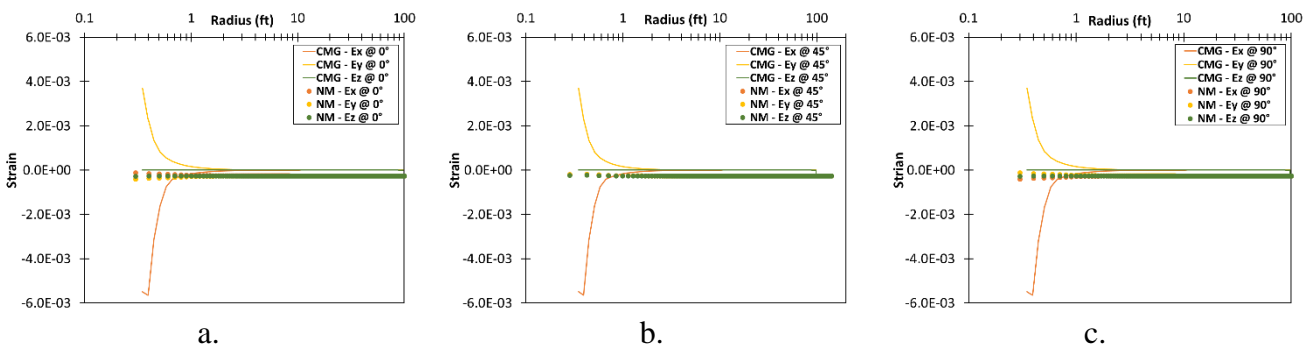 0.1 1 10 100
Radius (ft)
6.0E-03
4.0E-03
2.0E-03
0.0E+00
-2.0E-03
-4.0E-03
-6.0E-03
Strain
CMG - Ex @ 0°
CMG - Ey @ 0°
CMG - Ez @ 0°
NM - Ex @ 0°
NM - Ey @ 0°
NM - Ez @ 0°
a.
0.1 1 10 100
Radius (ft)
6.0E-03
4.0E-03
2.0E-03
0.0E+00
-2.0E-03
-4.0E-03
-6.0E-03
Strain
CMG - Ex @ 45°
CMG - Ey @ 45°
CMG - Ez @ 45°
NM - Ex @ 45°
NM - Ey @ 45°
NM - Ez @ 45°
b.
0.1 1 10 100
Radius (ft)
6.0E-03
4.0E-03
2.0E-03
0.0E+00
-2.0E-03
-4.0E-03
-6.0E-03
Strain
CMG - Ex @ 90°
CMG - Ey @ 90°
CMG - Ez @ 90°
NM - Ex @ 90°
NM - Ey @ 90°
NM - Ez @ 90°
c.